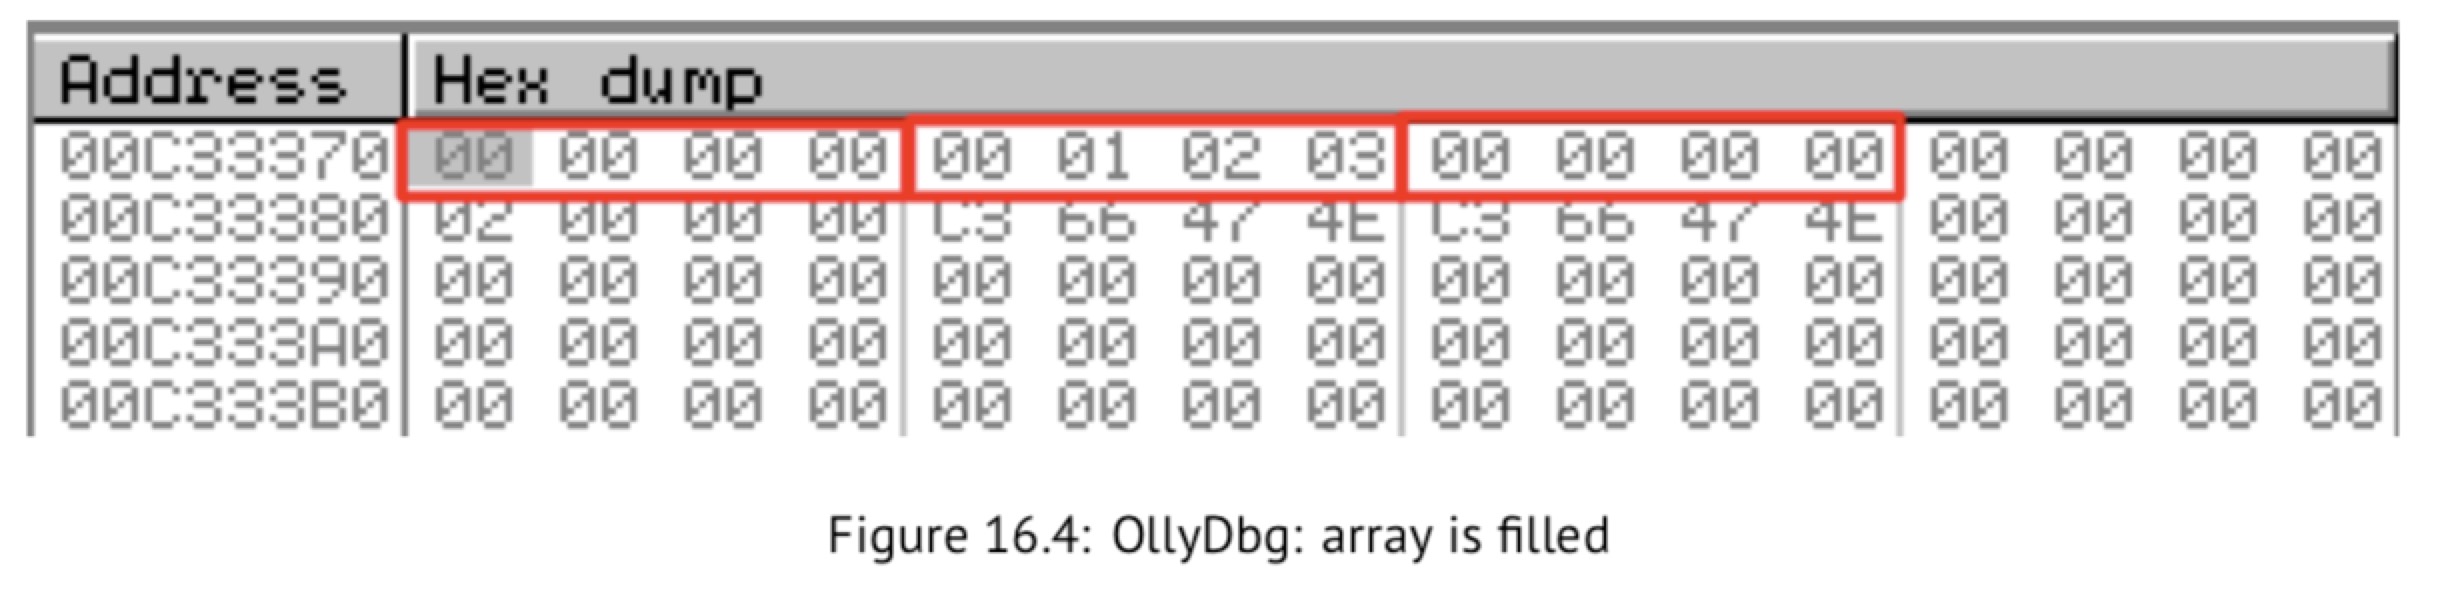 Address Hex dump
00C33370 00 00 00 00 00 01 02 03 00 00 00 00 00 00 00 00
00C33380 02 00 00 00 C3 66 47 4E C3 66 47 4E 00 00 00 00
00C33390 00 00 00 00 00 00 00 00 00 00 00 00 00 00 00 00
00C333A0 00 00 00 00 00 00 00 00 00 00 00 00 00 00 00 00
00C333B0 00 00 00 00 00 00 00 00 00 00 00 00 00 00 00 00
Figure 16.4: OllyDbg: array is filled